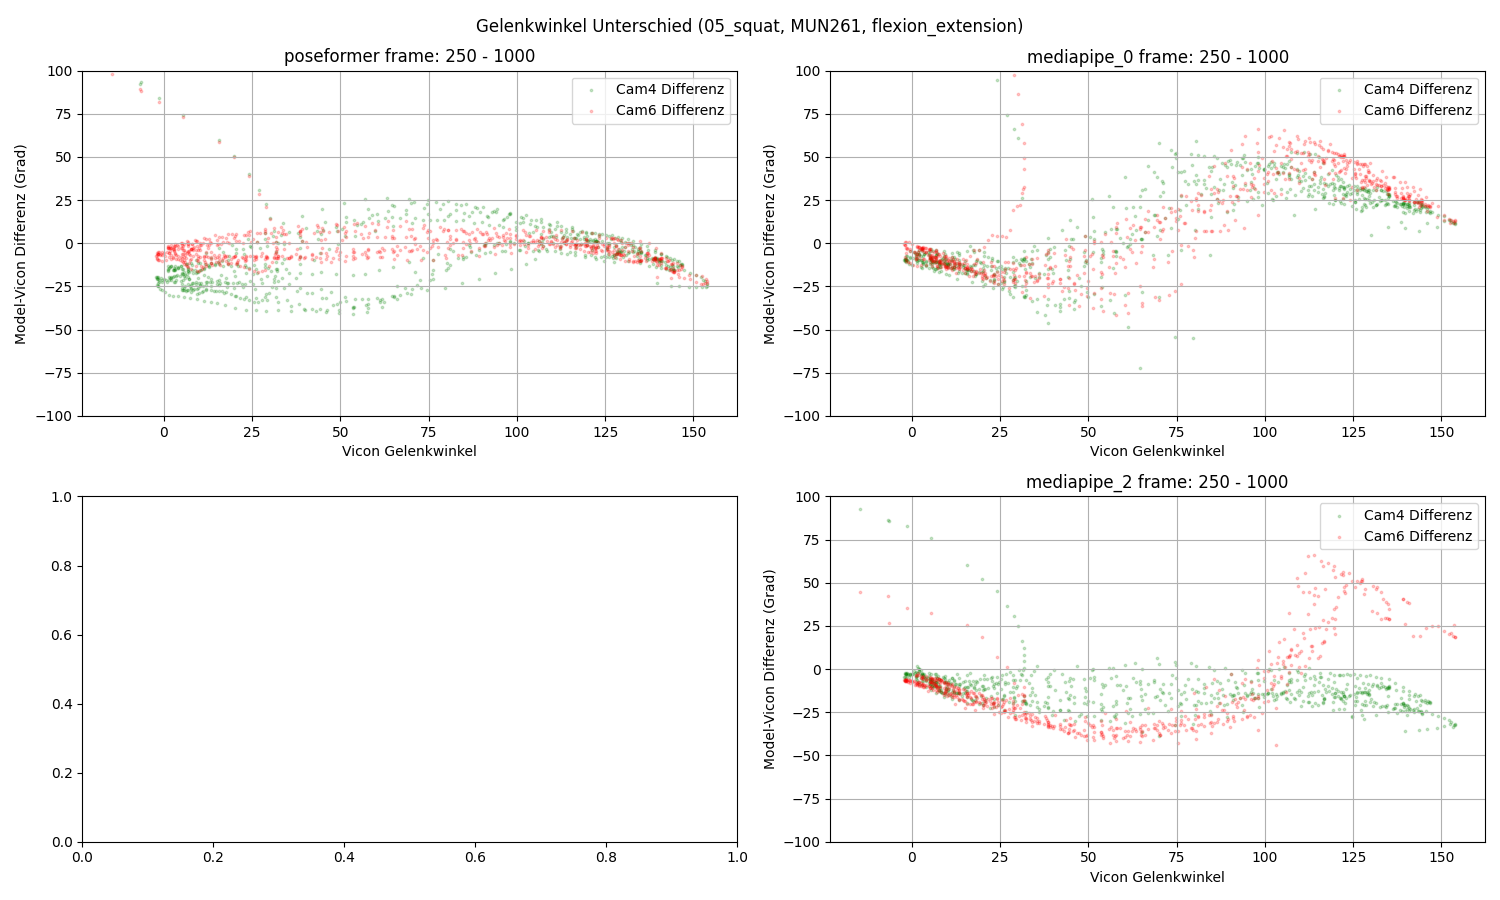 Gelenkwinkel Unterschied (05_squat, MUN261, flexion_extension)
poseformer frame: 250 - 1000
100
75
50
25
0
−25
−50
−75
−100
Model-Vicon Differenz (Grad)
Cam4 Differenz
Cam6 Differenz
0 25 50 75 100 125 150
Vicon Gelenkwinkel
mediapipe_0 frame: 250 - 1000
100
75
50
25
0
−25
−50
−75
−100
Model-Vicon Differenz (Grad)
Cam4 Differenz
Cam6 Differenz
0 25 50 75 100 125 150
Vicon Gelenkwinkel
1.0
0.8
0.6
0.4
0.2
0.0
0.0 0.2 0.4 0.6 0.8 1.0
mediapipe_2 frame: 250 - 1000
100
75
50
25
0
−25
−50
−75
−100
Model-Vicon Differenz (Grad)
Cam4 Differenz
Cam6 Differenz
0 25 50 75 100 125 150
Vicon Gelenkwinkel